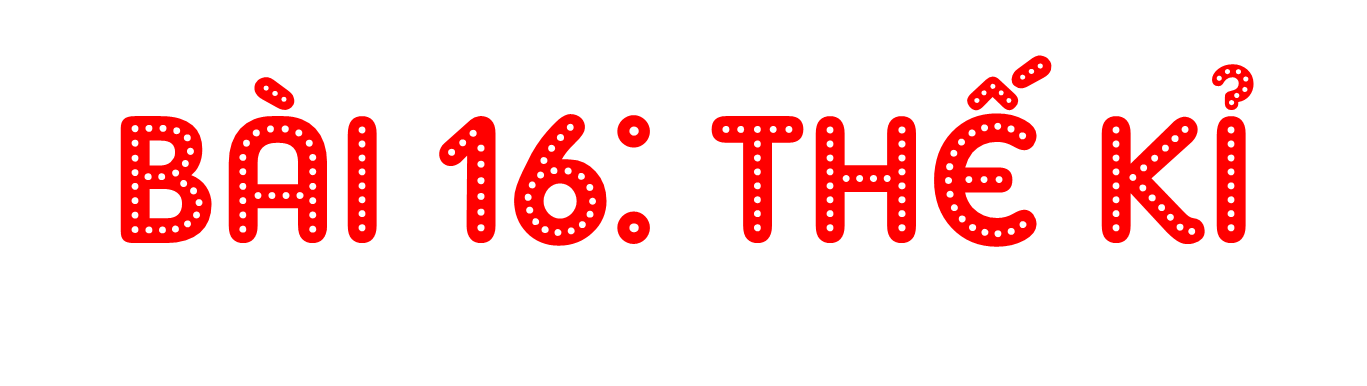 BÀI 16: THẾ KỈ